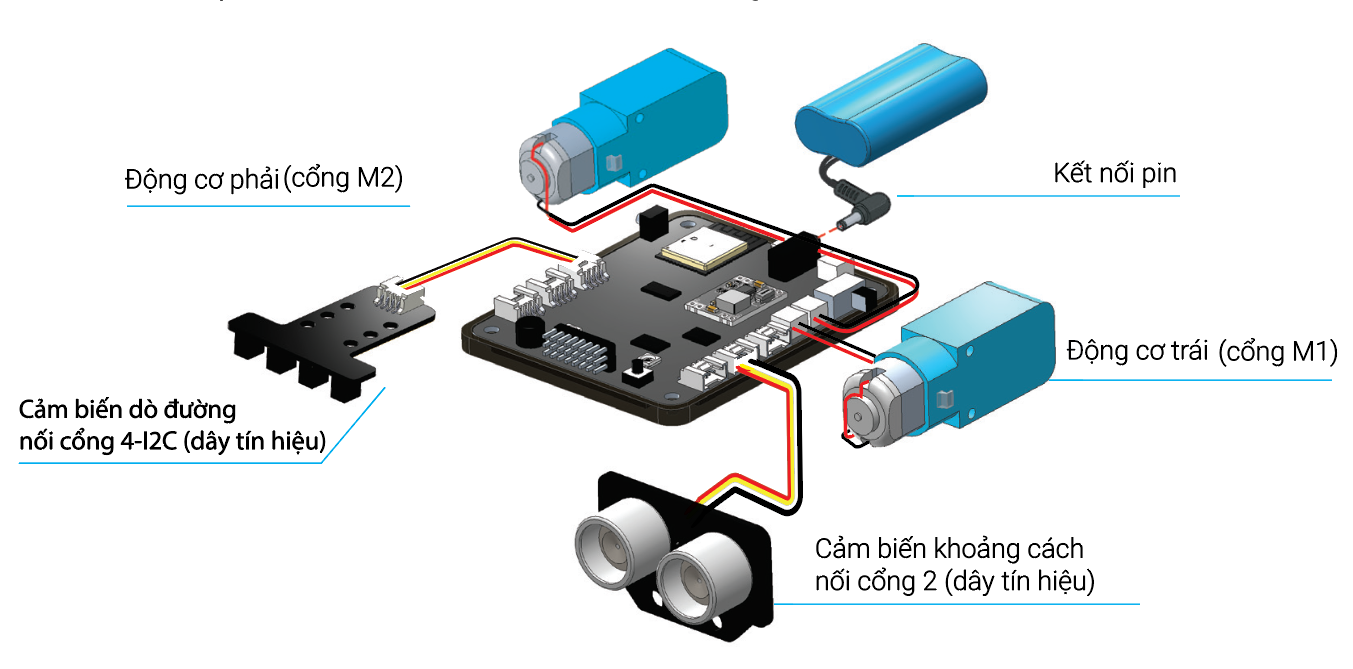 Động cơ phải (cổng M2)
Kết nối pin
Động cơ trái (cổng M1)
Cảm biến dò đường
nối cổng 4-I2C (dây tín hiệu)
Cảm biến khoảng cách
nối cổng 2 (dây tín hiệu)